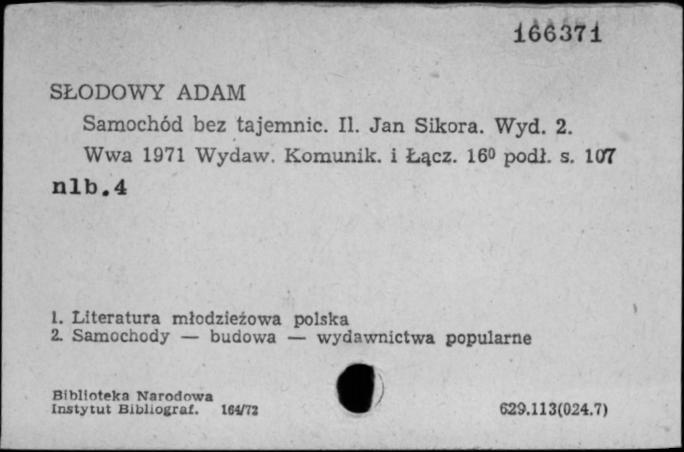 166371
SŁODOWY ADAM
Samochód bez tajemnic. Il. Jan Sikora. Wyd. 2.
Wwa 1971 Wydaw. Komunik. i Łącz. 16⁰ podł. s. 107
nlb.4
1. Literatura młodzieżowa polska
2. Samochody — budowa — wydawnictwa popularne
Biblioteka Narodowa
Instytut Bibliograf. 164/72
629.113(024.7)